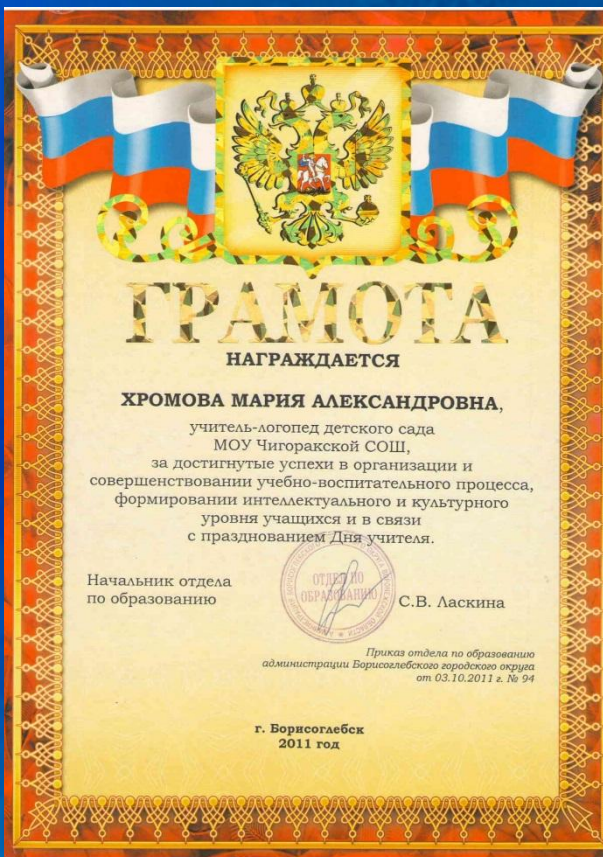 ГРАМОТА
НАГРАЖДАЕТСЯ
ХРОМОВА МАРИЯ АЛЕКСАНДРОВНА,
учитель-логопед детского сада
МОУ Чигоракской СОШ,
за достигнутые успехи в организации и
совершенствовании учебно-воспитательного процесса,
формировании интеллектуального и культурного
уровня учащихся и в связи
с празднованием Дня учителя.
ОТДЕЛ ПО
ОБРАЗОВАНИЮ
Начальник отдела
по образованию
С.В. Ласкина
Приказ отдела по образованию
администрации Борисоглебского городского округа
от 03.10.2011 г. № 94
г. Борисоглебск
2011 год